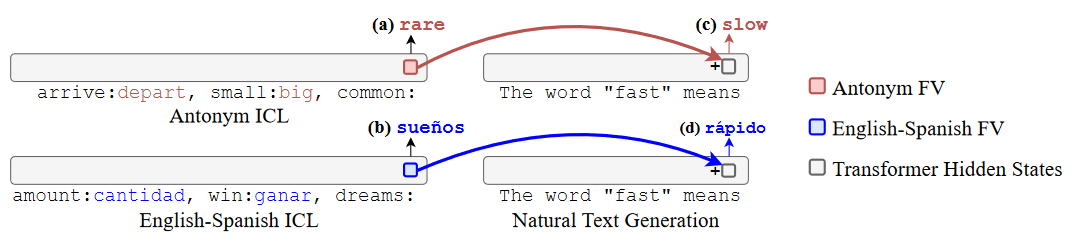 (a) rare
(c) slow
arrive:depart, small:big, common:
The word "fast" means
Antonym ICL
(b) sueños
(d) rápido
amount:cantidad, win:ganar, dreams:
The word "fast" means
English-Spanish ICL
Natural Text Generation
+
+
Antonym FV
English-Spanish FV
Transformer Hidden States